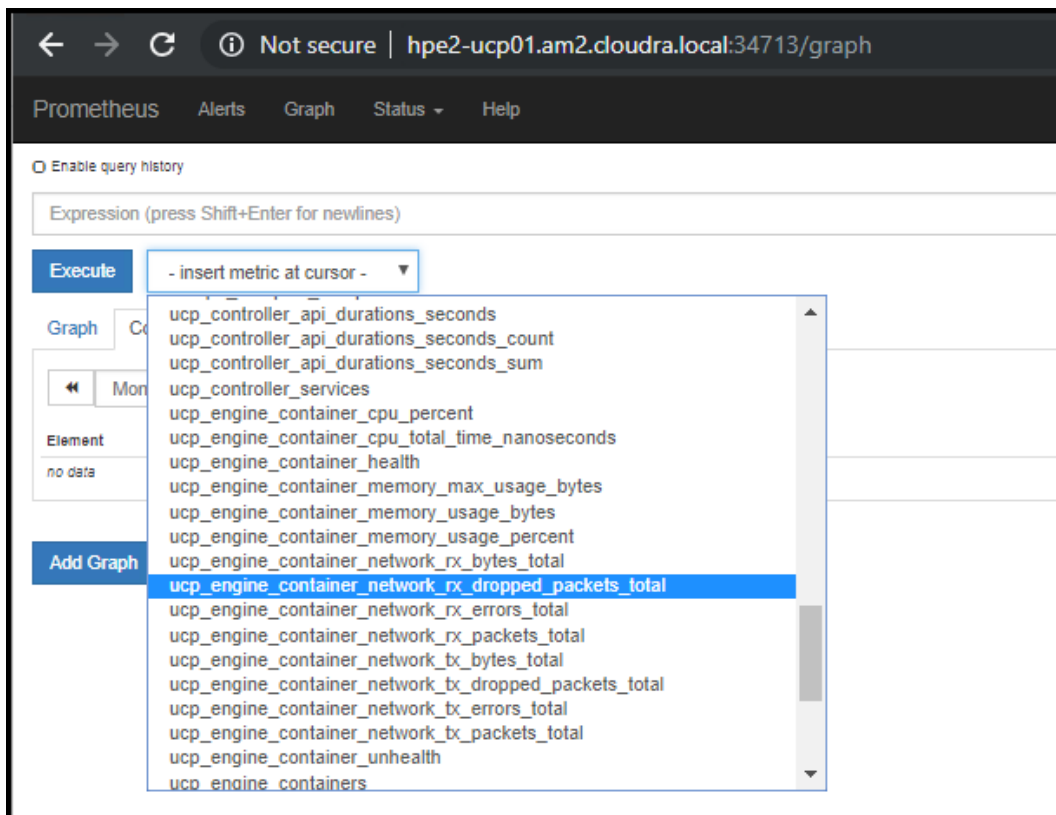 Not secure | hpe2-ucp01.am2.cloudra.local:34713/graph
Prometheus Alerts Graph Status Help
Enable query history
Expression (press Shift+Enter for newlines)
Execute - insert metric at cursor -
Graph
ucp_controller_api_durations_seconds
ucp_controller_api_durations_seconds_count
ucp_controller_api_durations_seconds_sum
Mon
ucp_controller_services
ucp_engine_container_cpu_percent
Element
ucp_engine_container_cpu_total_time_nanoseconds
ucp_engine_container_health
no data
ucp_engine_container_memory_max_usage_bytes
ucp_engine_container_memory_usage_bytes
ucp_engine_container_memory_usage_percent
Add Graph
ucp_engine_container_network_rx_bytes_total
ucp_engine_container_network_rx_dropped_packets_total
ucp_engine_container_network_rx_errors_total
ucp_engine_container_network_rx_packets_total
ucp_engine_container_network_tx_bytes_total
ucp_engine_container_network_tx_dropped_packets_total
ucp_engine_container_network_tx_errors_total
ucp_engine_container_network_tx_packets_total
ucp_engine_container_unhealth
ucp_engine_containers